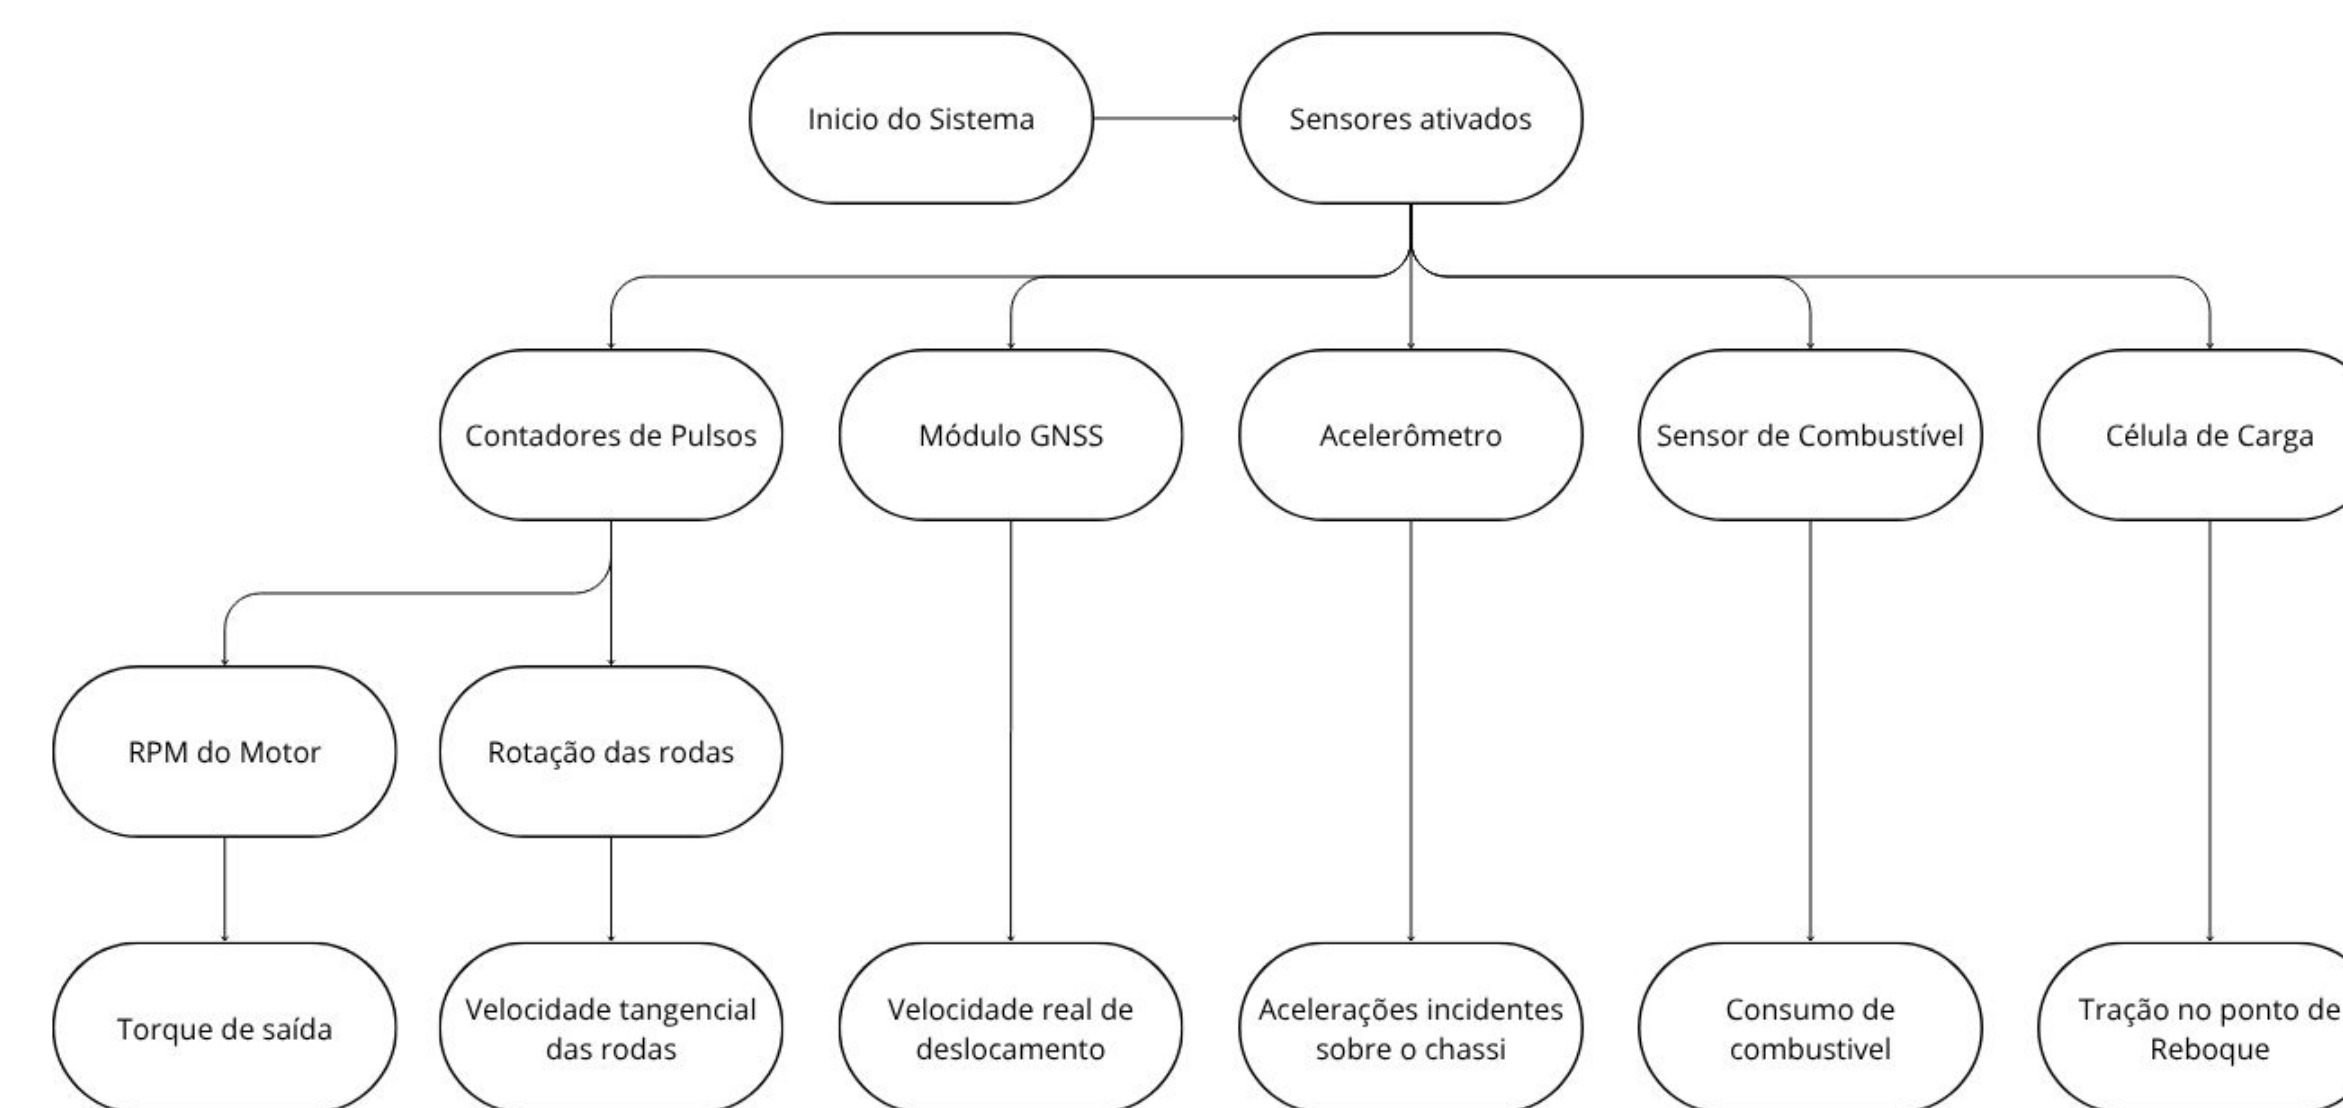 Inicio do Sistema
Sensores ativados
Contadores de Pulsos
Módulo GNSS
Acelerômetro
Sensor de Combustível
Célula de Carga
RPM do Motor
Rotação das rodas
Torque de saída
Velocidade tangencial
das rodas
Velocidade real de
deslocamento
Acelerações incidentes
sobre o chassi
Consumo de
combustivel
Tração no ponto de
Reboque